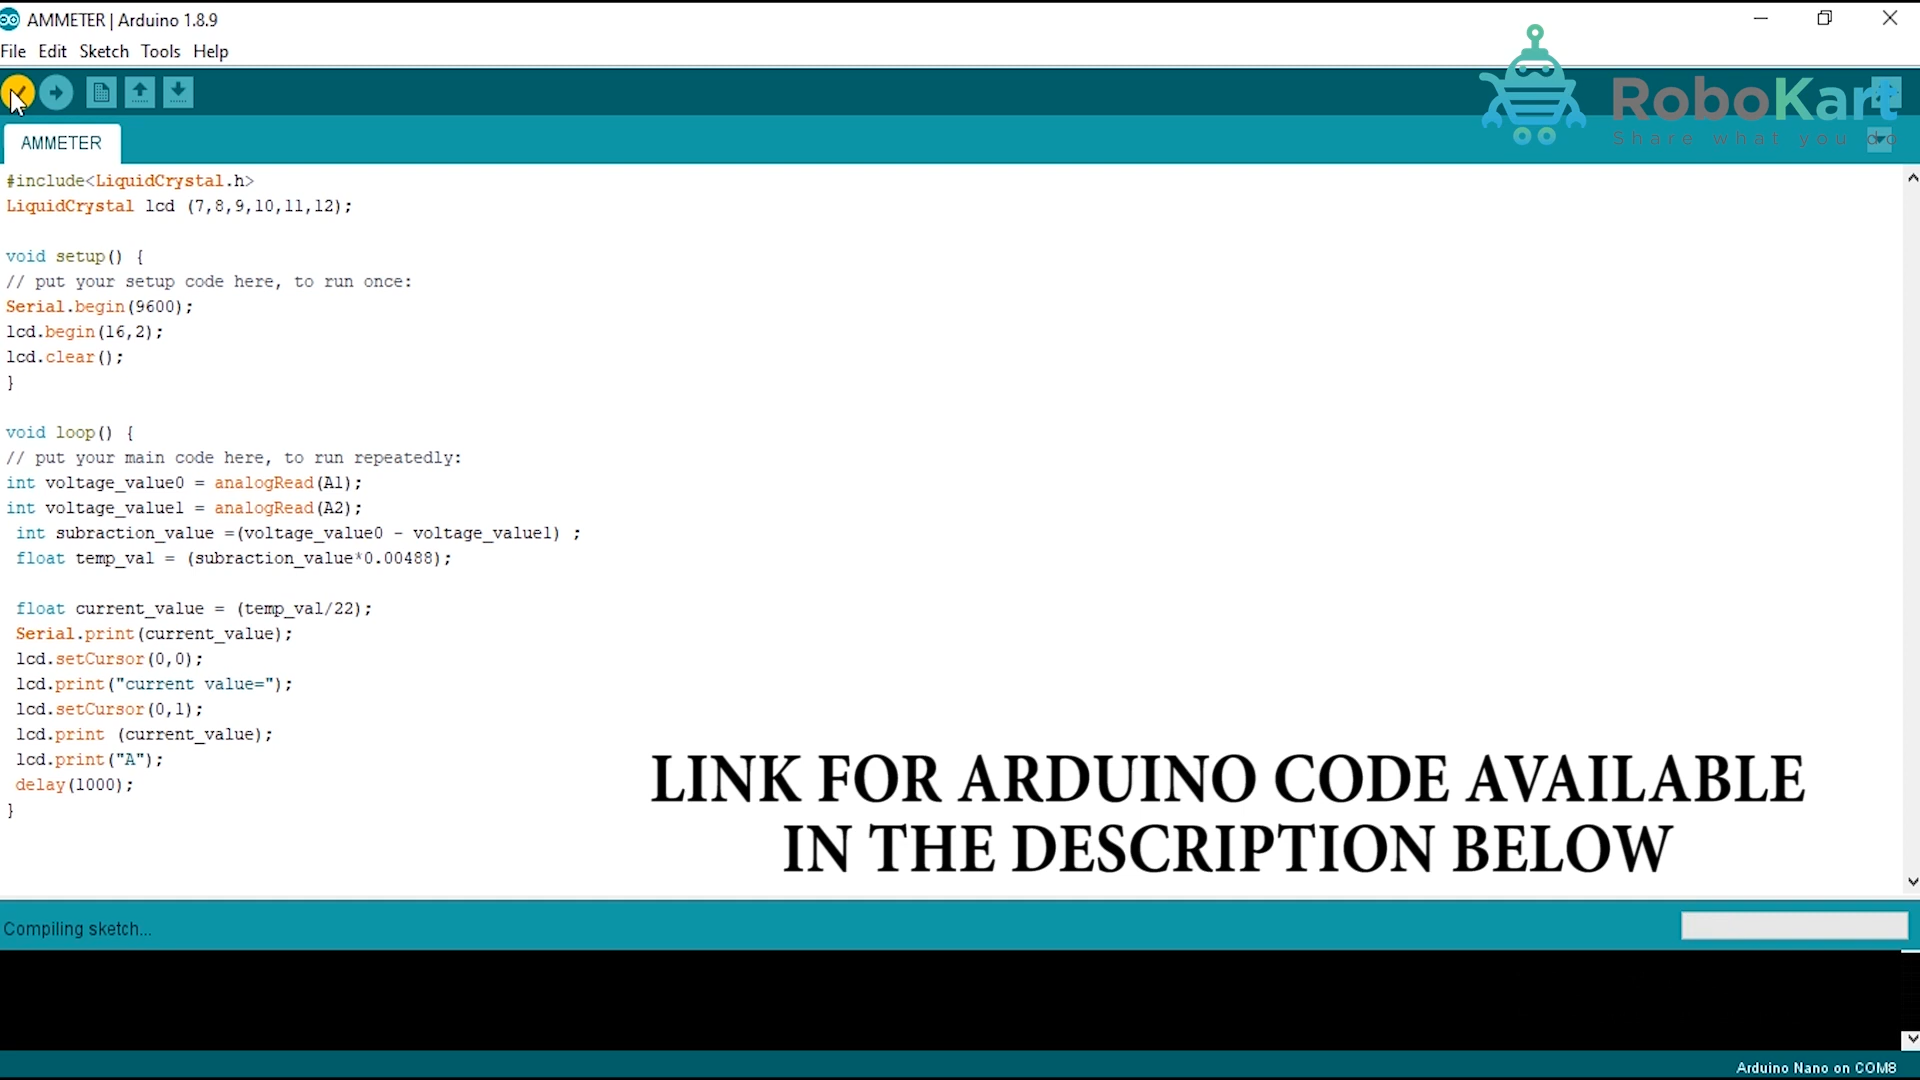 AMMETER | Arduino 1.8.9
File Edit Sketch Tools Help
RoboKart
Share what you do
AMMETER
#include<LiquidCrystal.h>
LiquidCrystal lcd (7,8,9,10,11,12);
void setup() {
// put your setup code here, to run once:
Serial.begin(9600);
lcd.begin(16,2);
lcd.clear();
}
void loop() {
// put your main code here, to run repeatedly:
int voltage_value0 = analogRead(A1);
int voltage_value1 = analogRead(A2);
int subraction_value =(voltage_value0 - voltage_value1) ;
float temp_val = (subraction_value*0.00488);
float current_value = (temp_val/22);
Serial.print(current_value);
lcd.setCursor(0,0);
lcd.print("current value=");
lcd.setCursor(0,1);
lcd.print (current_value);
lcd.print("A");
delay(1000);
}
LINK FOR ARDUINO CODE AVAILABLE
IN THE DESCRIPTION BELOW
Compiling sketch...
Arduino Nano on COM8